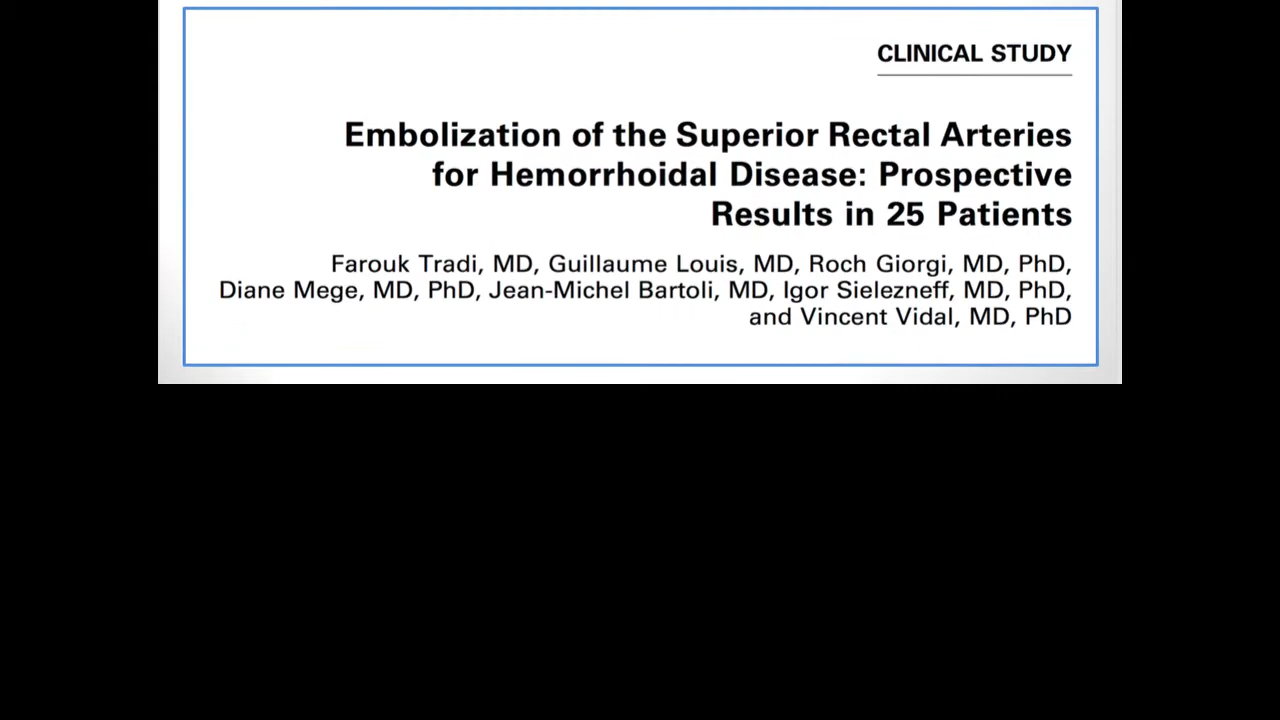 CLINICAL STUDY
Embolization of the Superior Rectal Arteries
for Hemorrhoidal Disease: Prospective
Results in 25 Patients
Farouk Tradi, MD, Guillaume Louis, MD, Roch Giorgi, MD, PhD,
Diane Mege, MD, PhD, Jean-Michel Bartoli, MD, Igor Sielezneff, MD, PhD,
and Vincent Vidal, MD, PhD